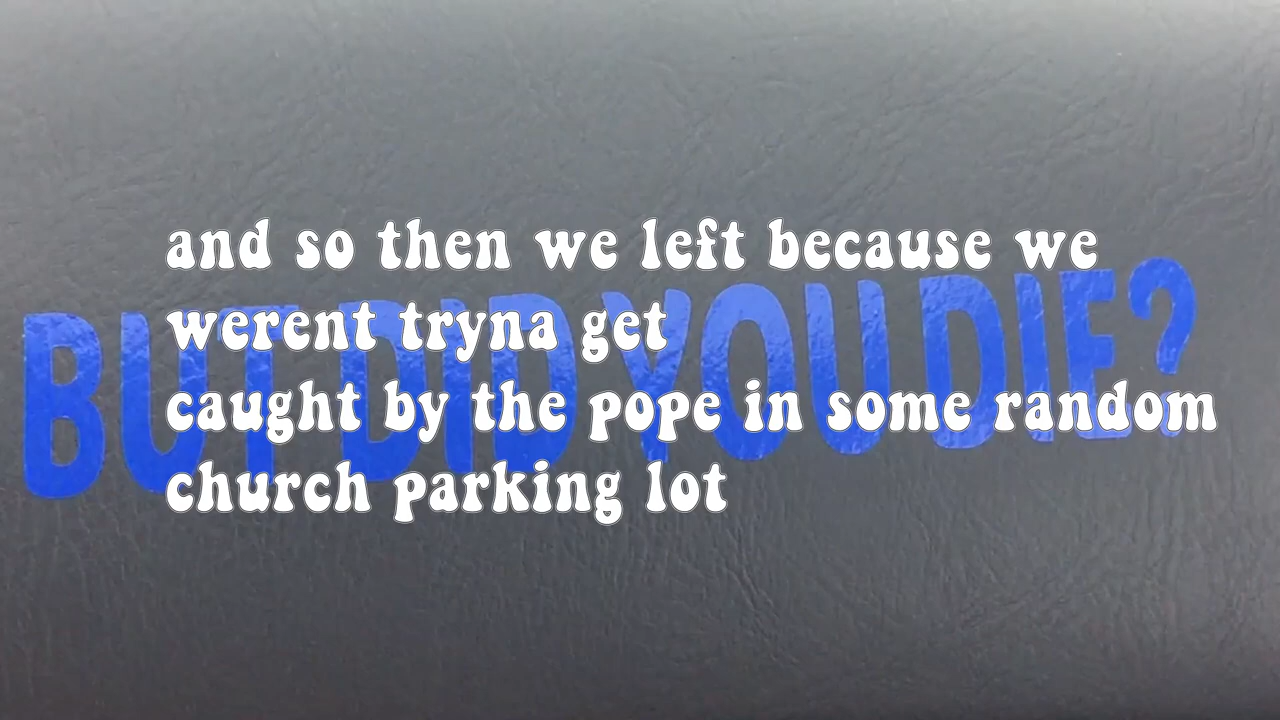 and so then we left because we
werent tryna get
caught by the pope in some random
church parking lot
BUT DID YOU DIE?